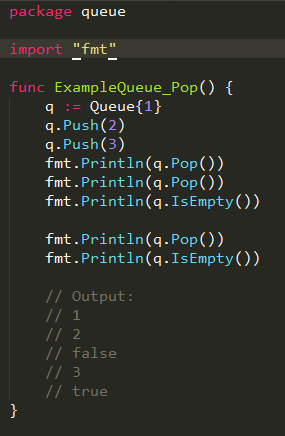 package queue

import "fmt"

func ExampleQueue_Pop() {
    q := Queue{1}
    q.Push(2)
    q.Push(3)
    fmt.Println(q.Pop())
    fmt.Println(q.Pop())
    fmt.Println(q.IsEmpty())

    fmt.Println(q.Pop())
    fmt.Println(q.IsEmpty())

    // Output:
    // 1
    // 2
    // false
    // 3
    // true
}